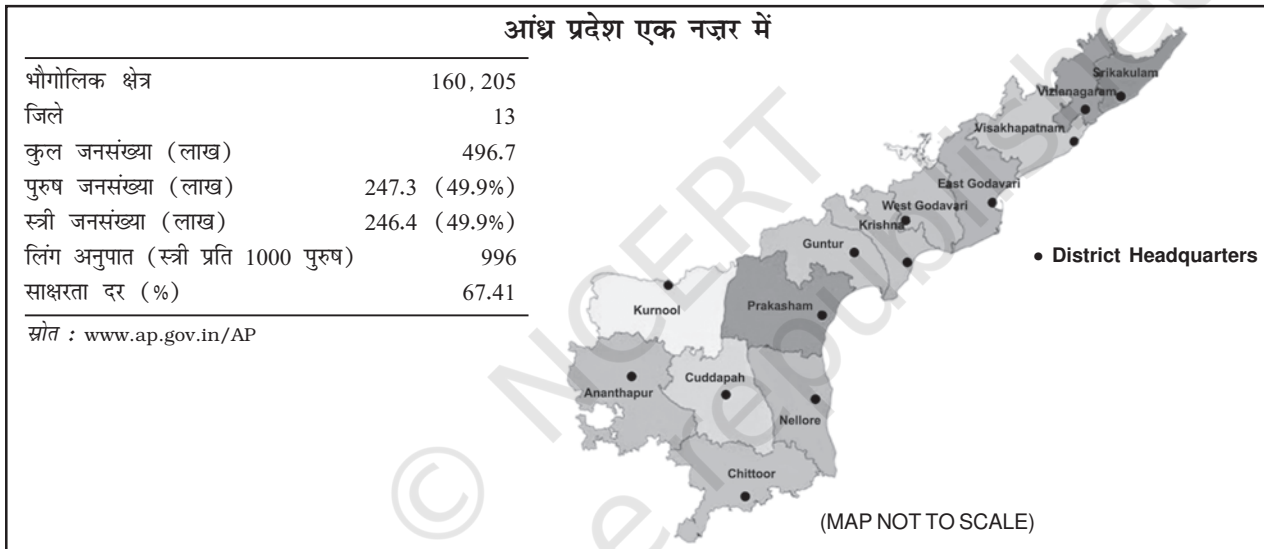 आंध्र प्रदेश एक नज़र में
भौगोलिक क्षेत्र 160, 205
जिले 13
कुल जनसंख्या (लाख) 496.7
पुरुष जनसंख्या (लाख) 247.3 (49.9%)
स्त्री जनसंख्या (लाख) 246.4 (49.9%)
लिंग अनुपात (स्त्री प्रति 1000 पुरुष) 996
साक्षरता दर (%) 67.41
स्रोत : www.ap.gov.in/AP
Srikakulam
Vizianagaram
Visakhapatnam
East Godavari
West Godavari
Krishna
Guntur
• District Headquarters
Prakasham
Kurnool
Cuddapah
Ananthapur
Nellore
Chittoor
(MAP NOT TO SCALE)
© NCERT
republished